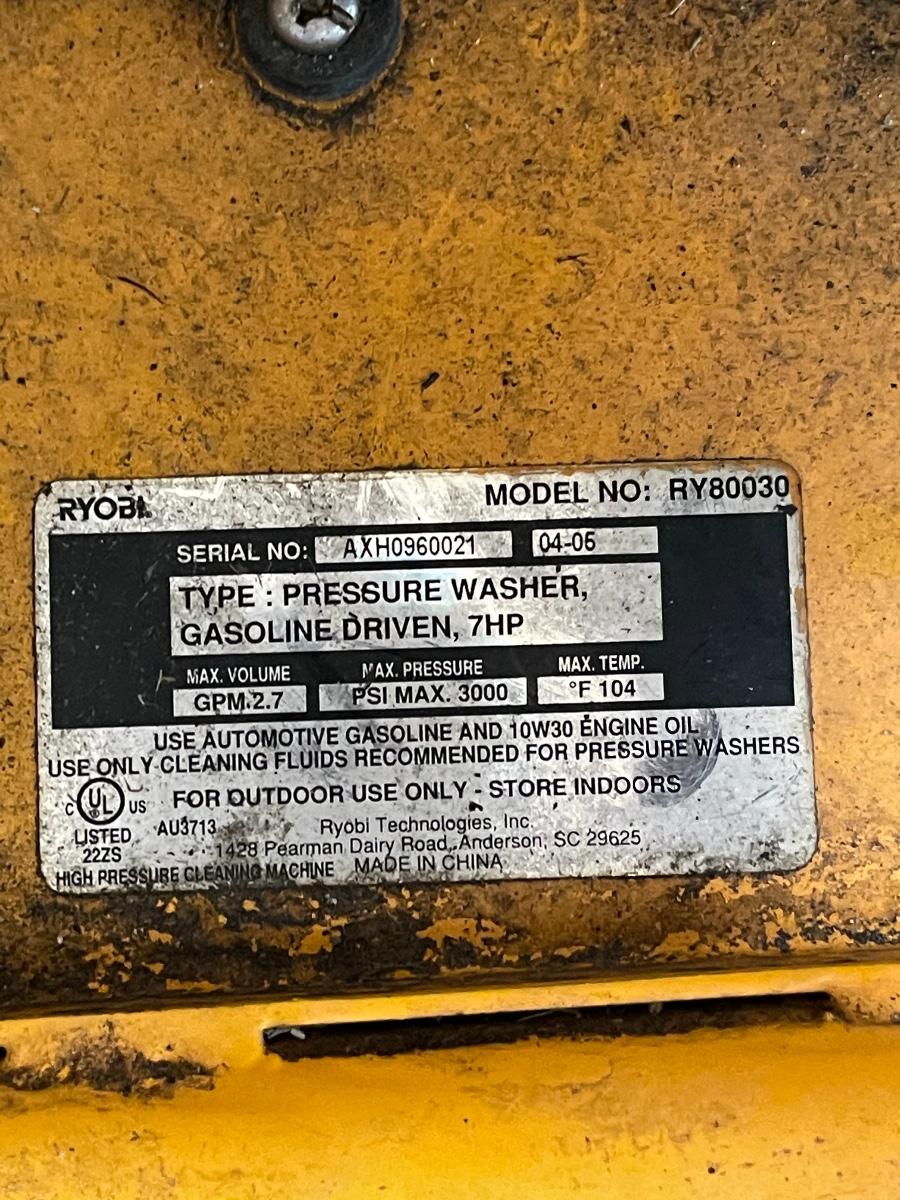 RYOBI
MODEL NO: RY80030
SERIAL NO: AXH0960021 04-06
TYPE : PRESSURE WASHER,
GASOLINE DRIVEN, 7HP
MAX. VOLUME MAX. PRESSURE MAX. TEMP.
GPM 2.7 PSI MAX. 3000 °F 104
USE AUTOMOTIVE GASOLINE AND 10W30 ENGINE OIL
USE ONLY CLEANING FLUIDS RECOMMENDED FOR PRESSURE WASHERS
C UL US FOR OUTDOOR USE ONLY - STORE INDOORS
LISTED AU3713 Ryobi Technologies, Inc.
22ZS 1428 Pearman Dairy Road, Anderson, SC 29625
HIGH PRESSURE CLEANING MACHINE MADE IN CHINA